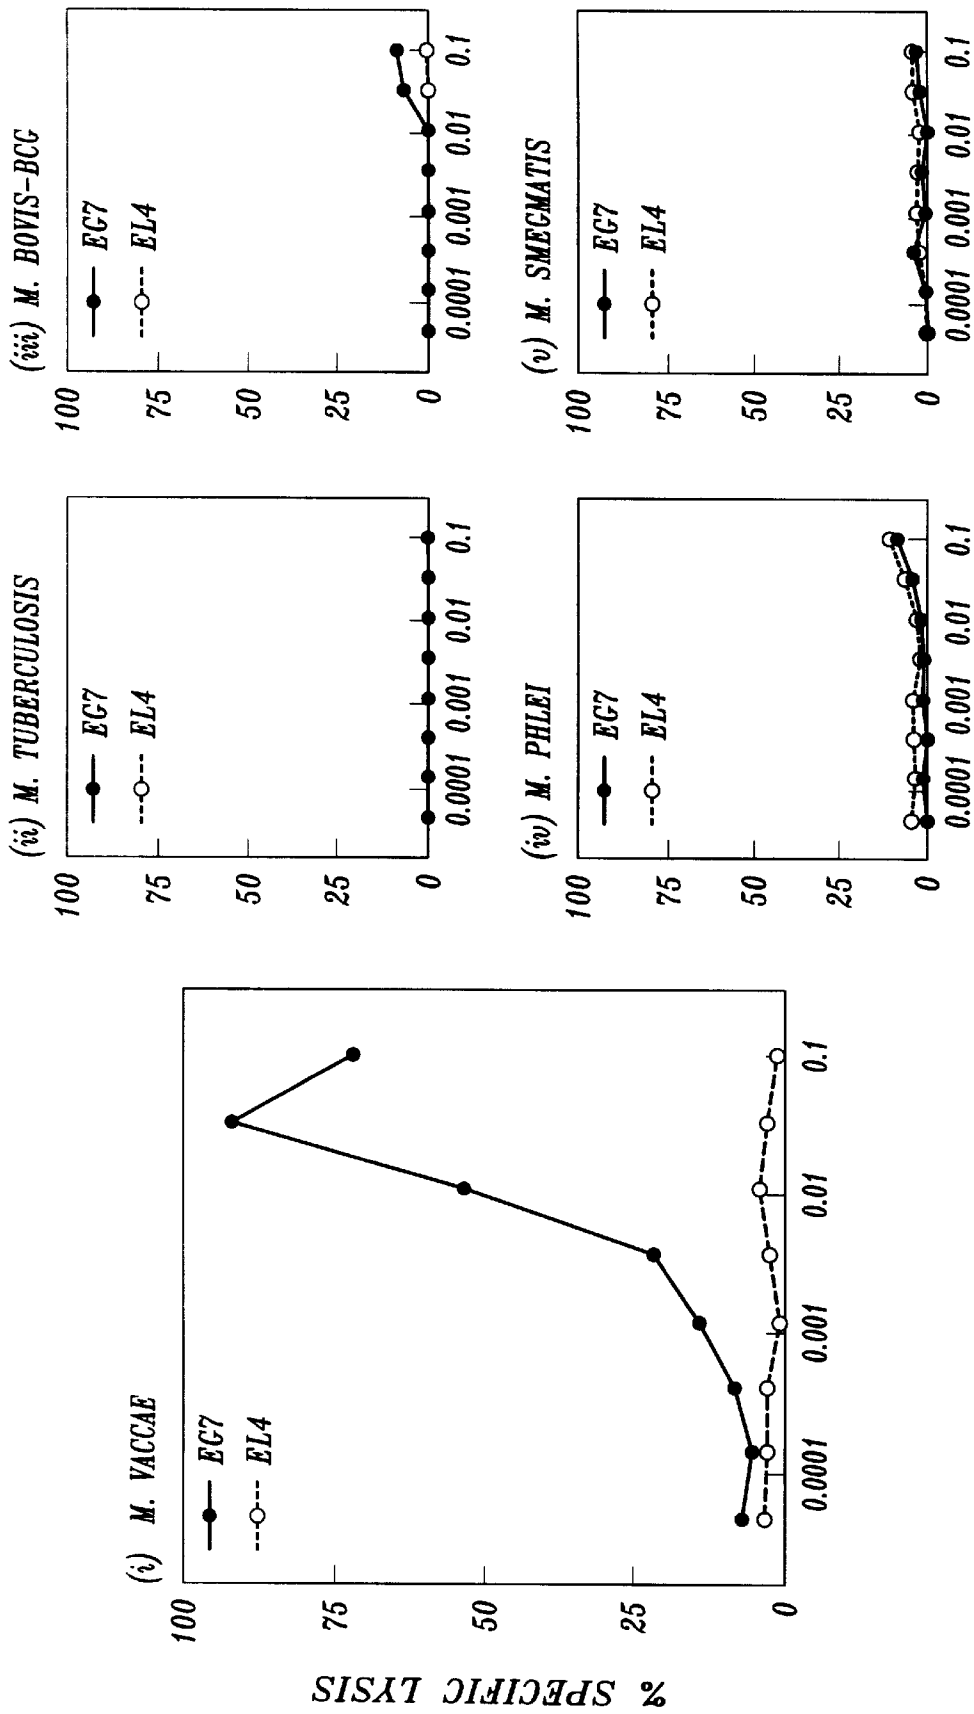 % SPECIFIC LYSIS
(i) M. VACCAE
EG7
EL4
100
75
50
25
0
0.0001
0.001
0.01
0.1
(ii) M. TUBERCULOSIS
EG7
EL4
100
75
50
25
0
0.0001
0.001
0.01
0.1
(iii) M. BOVIS-BCG
EG7
EL4
100
75
50
25
0
0.0001
0.001
0.01
0.1
(iv) M. PHLEI
EG7
EL4
100
75
50
25
0
0.0001
0.001
0.01
0.1
(v) M. SMEGMATIS
EG7
EL4
100
75
50
25
0
0.0001
0.001
0.01
0.1